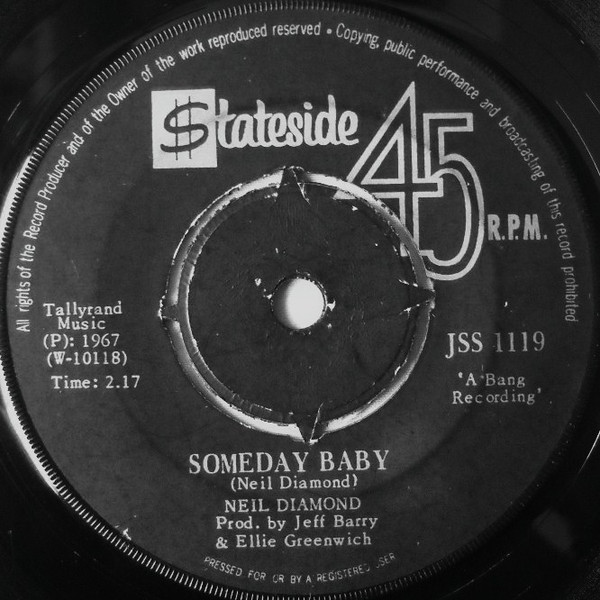 All rights of the Record Producer and of the Owner of the work reproduced reserved • Copying, public performance and broadcasting of this record prohibited
$tateside
45 R.P.M.
Tallyrand
Music
(P): 1967
(W-10118)
Time: 2.17
JSS 1119
'A Bang
Recording'
SOMEDAY BABY
(Neil Diamond)
NEIL DIAMOND
Prod. by Jeff Barry
& Ellie Greenwich
PRESSED FOR OR BY A REGISTERED USER